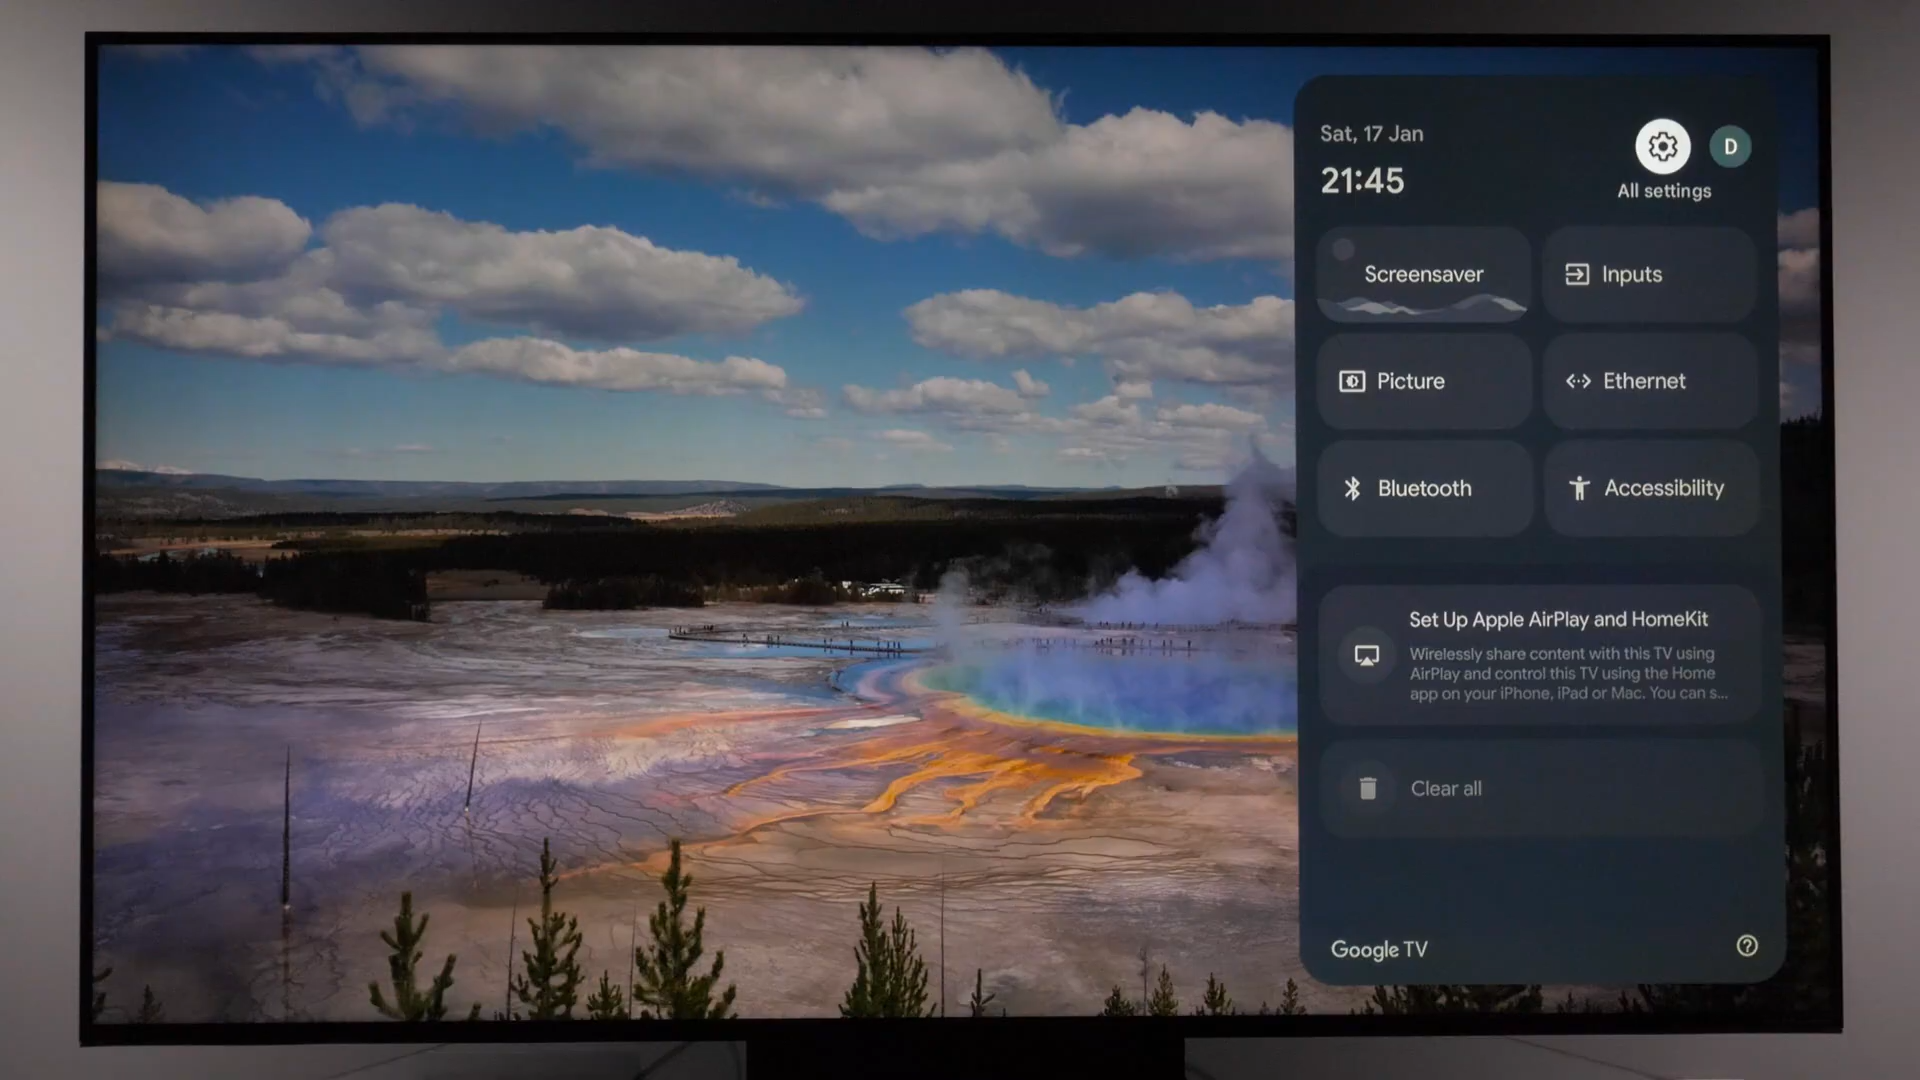 Sat, 17 Jan
21:45
D
All settings
Screensaver
Inputs
Picture
Ethernet
Bluetooth
Accessibility
Set Up Apple AirPlay and HomeKit
Wirelessly share content with this TV using
AirPlay and control this TV using the Home
app on your iPhone, iPad or Mac. You can s...
Clear all
Google TV